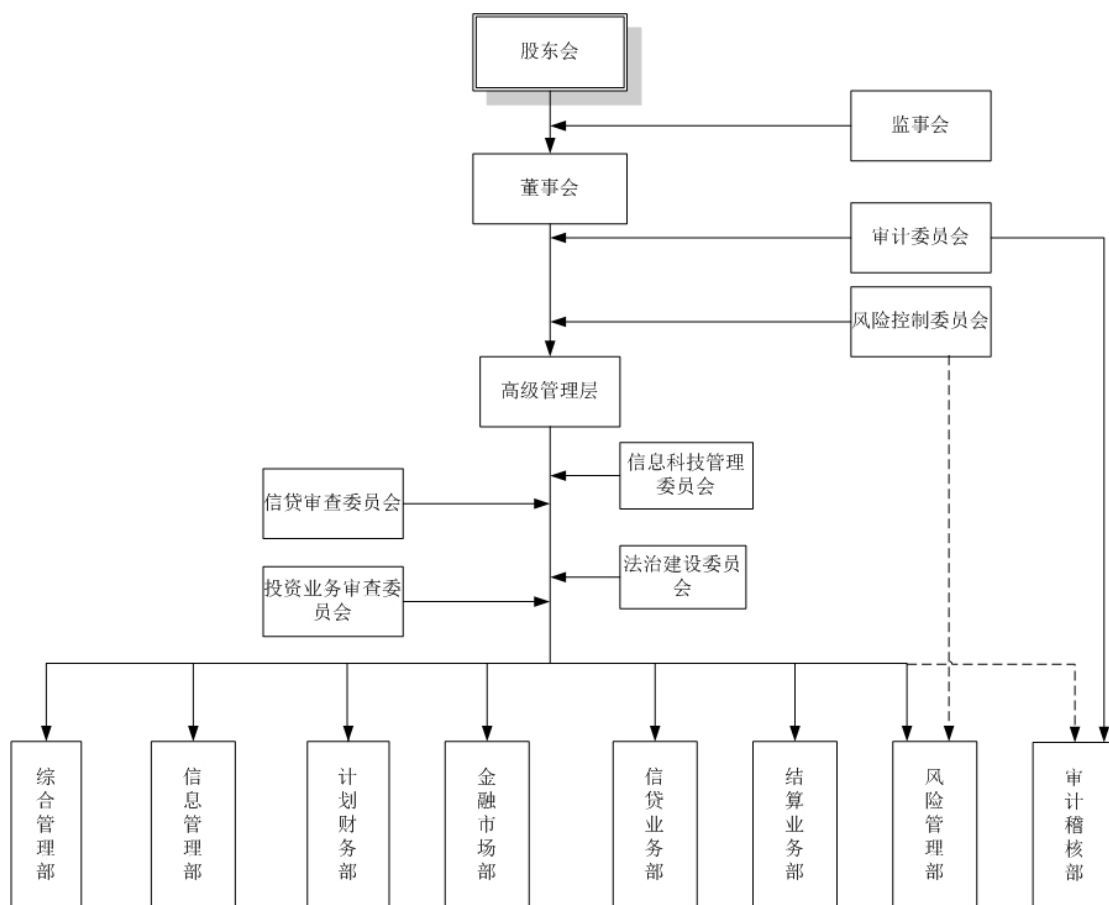 股东会
监事会
董事会
审计委员会
风险控制委员会
高级管理层
信息科技管理
委员会
信贷审查委员会
法治建设委员
会
投资业务审查委
员会
综合管理部
信息管理部
计划财务部
金融市场部
信贷业务部
结算业务部
风险管理部
审计稽核部